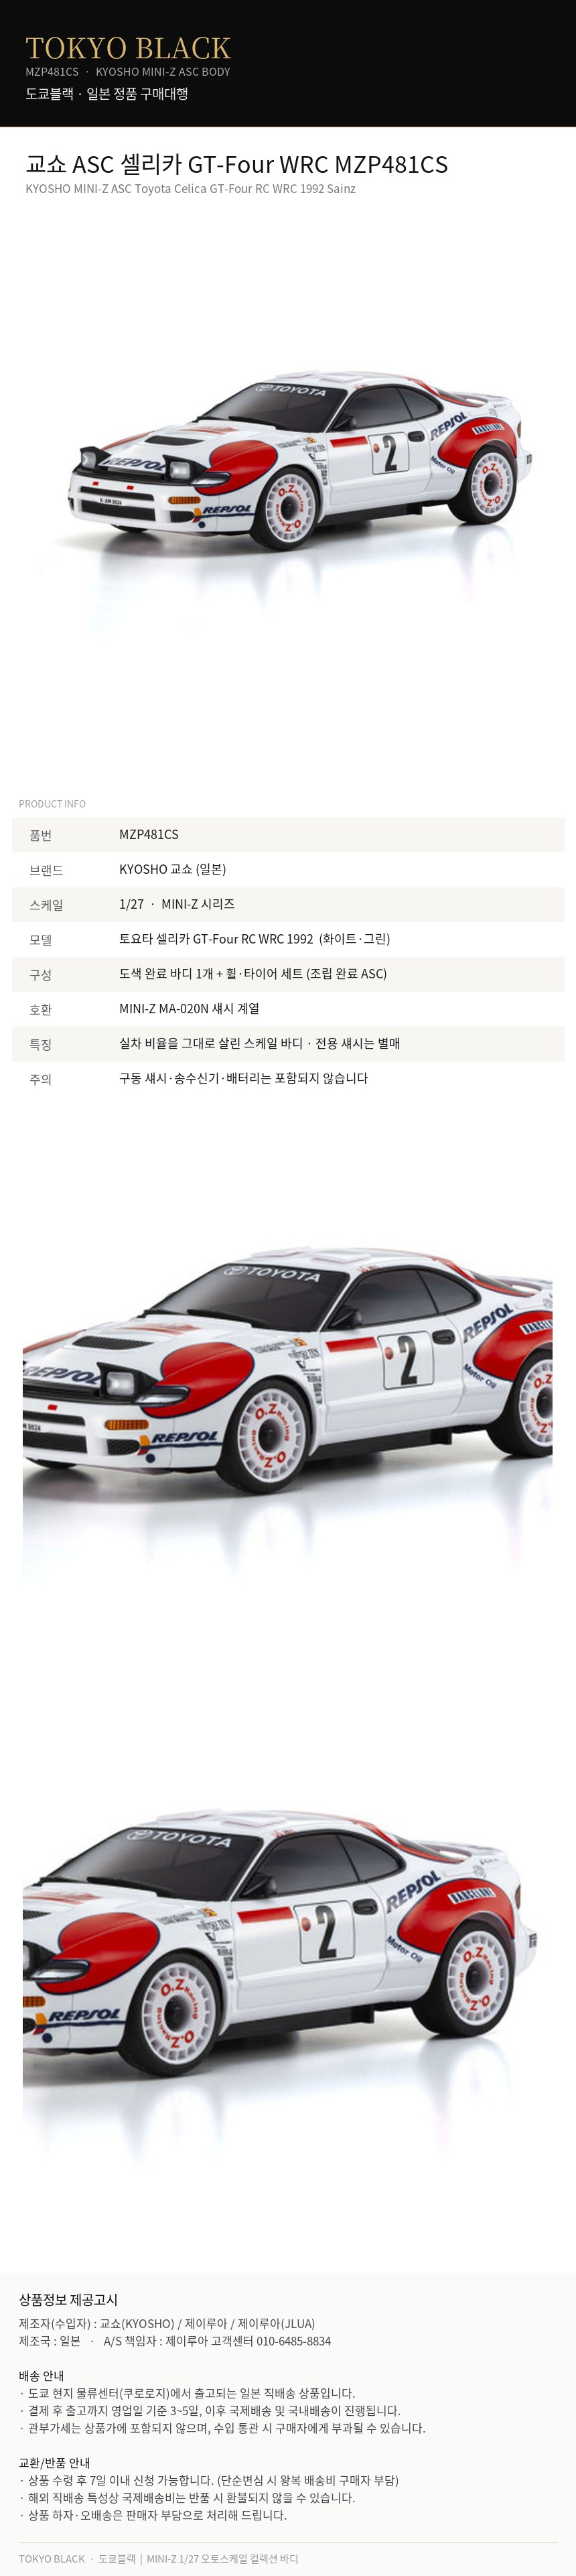 TOKYO BLACK
MZP481CS · KYOSHO MINI-Z ASC BODY
도쿄블랙 · 일본 정품 구매대행
교쇼 ASC 셀리카 GT-Four WRC MZP481CS
KYOSHO MINI-Z ASC Toyota Celica GT-Four RC WRC 1992 Sainz
TOYOTA
REPSOL
RANGELORE
Motor Oil
2
K-AM 8624
REPSOL
O.Z Racing
O.Z Racing
PRODUCT INFO
품번 MZP481CS
브랜드 KYOSHO 교쇼 (일본)
스케일 1/27 · MINI-Z 시리즈
모델 토요타 셀리카 GT-Four RC WRC 1992 (화이트·그린)
구성 도색 완료 바디 1개 + 휠·타이어 세트 (조립 완료 ASC)
호환 MINI-Z MA-020N 섀시 계열
특징 실차 비율을 그대로 살린 스케일 바디 · 전용 섀시는 별매
주의 구동 섀시·송수신기·배터리는 포함되지 않습니다
TOYOTA
2
REPSOL
Motor Oil
REPSOL
8624
REPSOL
O.Z Racing
TOYOTA
FUJITSU TEN
2
REPSOL
Motor Oil
REPSOL
O.Z Racing
O.Z Racing
상품정보 제공고시
제조자(수입자) : 교쇼(KYOSHO) / 제이루아 / 제이루아(JLUA)
제조국 : 일본 · A/S 책임자 : 제이루아 고객센터 010-6485-8834
배송 안내
· 도쿄 현지 물류센터(쿠로로지)에서 출고되는 일본 직배송 상품입니다.
· 결제 후 출고까지 영업일 기준 3~5일, 이후 국제배송 및 국내배송이 진행됩니다.
· 관부가세는 상품가에 포함되지 않으며, 수입 통관 시 구매자에게 부과될 수 있습니다.
교환/반품 안내
· 상품 수령 후 7일 이내 신청 가능합니다. (단순변심 시 왕복 배송비 구매자 부담)
· 해외 직배송 특성상 국제배송비는 반품 시 환불되지 않을 수 있습니다.
· 상품 하자·오배송은 판매자 부담으로 처리해 드립니다.
TOKYO BLACK · 도쿄블랙 | MINI-Z 1/27 오토스케일 컬렉션 바디